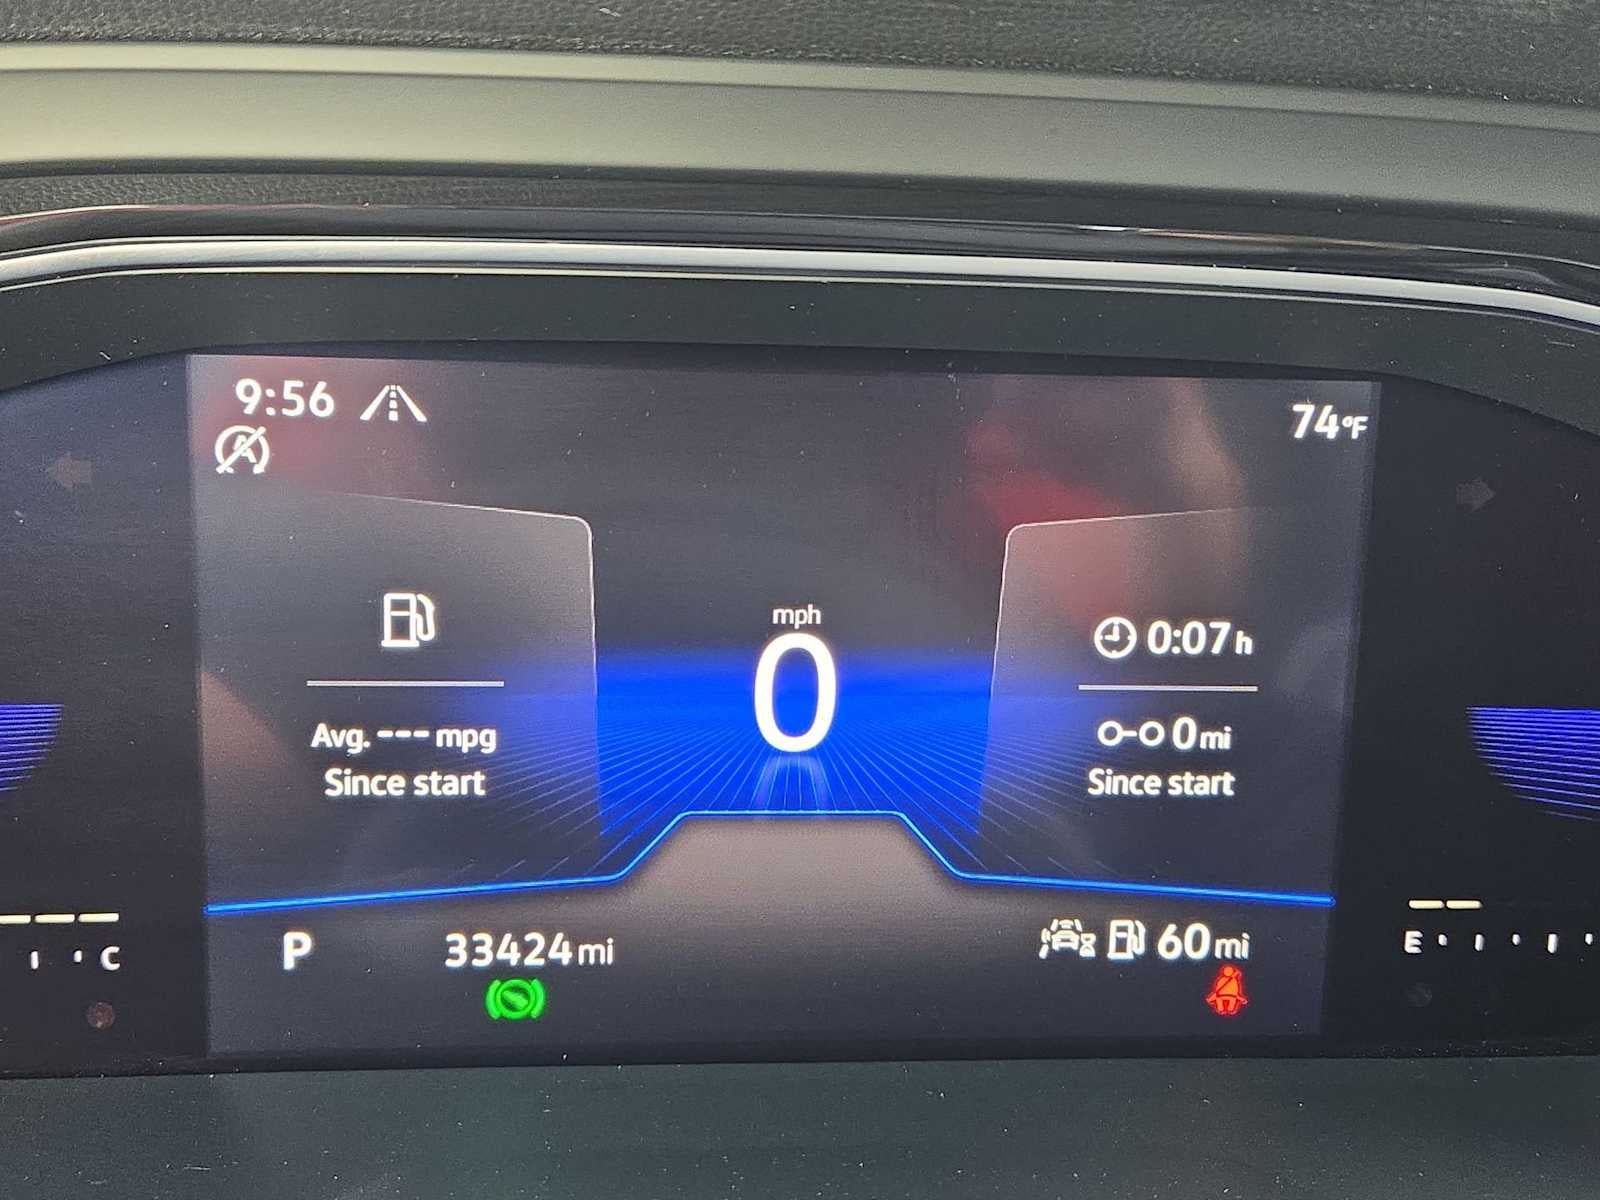 9:56
74°F
mph
0
0:07 h
Avg. --- mpg
0 mi
Since start
Since start
P
33424 mi
60 mi
C
E